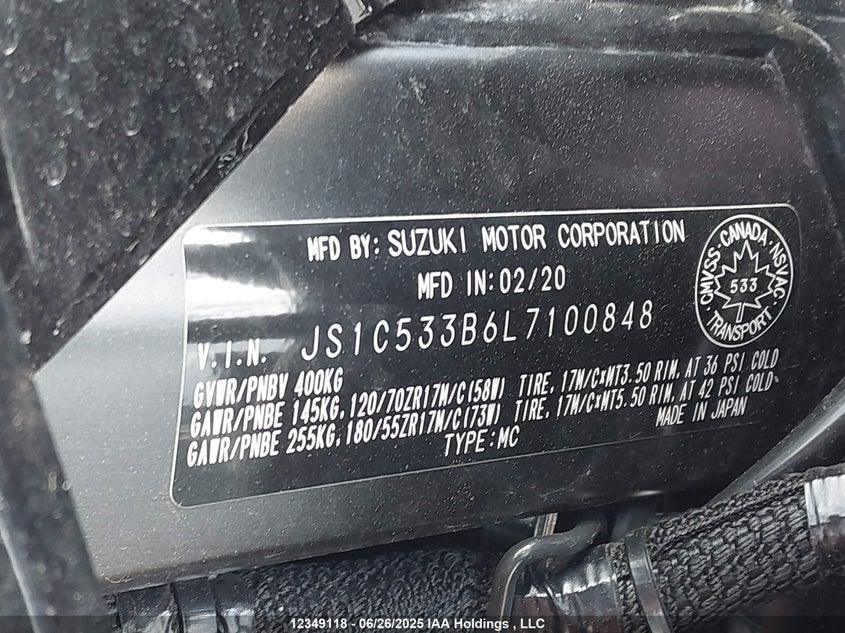 MFD BY: SUZUKI MOTOR CORPORATION
MFD IN: 02/20
V.I.N. JS1C533B6L7100848
GVWR/PNBV 400KG
GAWR/PNBE 145KG, 120/70ZR17M/C(58W) TIRE, 17M/C×MT3.50 RIM, AT 36 PSI COLD
GAWR/PNBE 255KG, 180/55ZR17M/C(73W) TIRE, 17M/C×MT5.50 RIM, AT 42 PSI COLD
TYPE: MC
MADE IN JAPAN
CMVSS · CANADA · NSVAC
533
TRANSPORT
12349118 - 06/26/2025 IAA Holdings , LLC